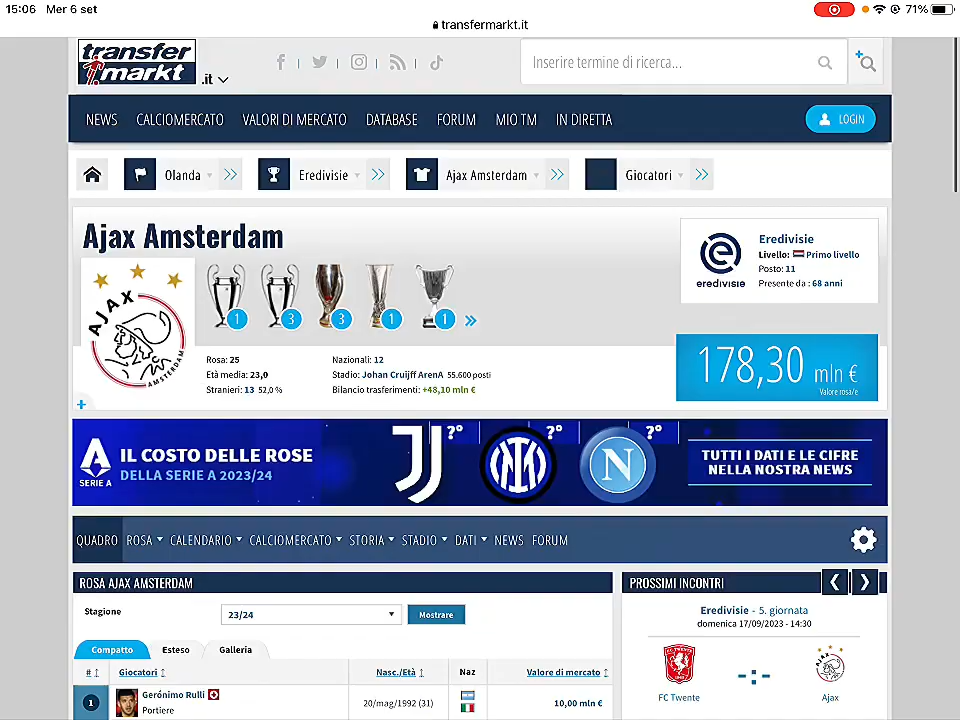 15:06 Mer 6 set
71%
transfermarkt.it
transfer
markt
.it
Inserire termine di ricerca...
NEWS CALCIOMERCATO VALORI DI MERCATO DATABASE FORUM MIO TM IN DIRETTA
LOGIN
Olanda
Eredivisie
Ajax Amsterdam
Giocatori
Ajax Amsterdam
AJAX
AMSTERDAM
1
3
3
1
1
eredivisie
Eredivisie
Livello: Primo livello
Posto: 11
Presente da : 68 anni
Rosa: 25
Età media: 23,0
Stranieri: 13 52,0 %
Nazionali: 12
Stadio: Johan Cruijff ArenA 55.600 posti
Bilancio trasferimenti: +48,10 mln €
178,30 mln €
Valore rosa/e
SERIE A
IL COSTO DELLE ROSE
DELLA SERIE A 2023/24
?°
?°
?°
N
TUTTI I DATI E LE CIFRE
NELLA NOSTRA NEWS
QUADRO ROSA CALENDARIO CALCIOMERCATO STORIA STADIO DATI NEWS FORUM
ROSA AJAX AMSTERDAM
Stagione
23/24
Mostrare
Compatto Esteso Galleria
# Giocatori Nasc./Età Naz Valore di mercato
1 Gerónimo Rulli 20/mag/1992 (31) 10,00 mln €
Portiere
PROSSIMI INCONTRI
Eredivisie - 5. giornata
domenica 17/09/2023 - 14:30
-:-
FC Twente
Ajax